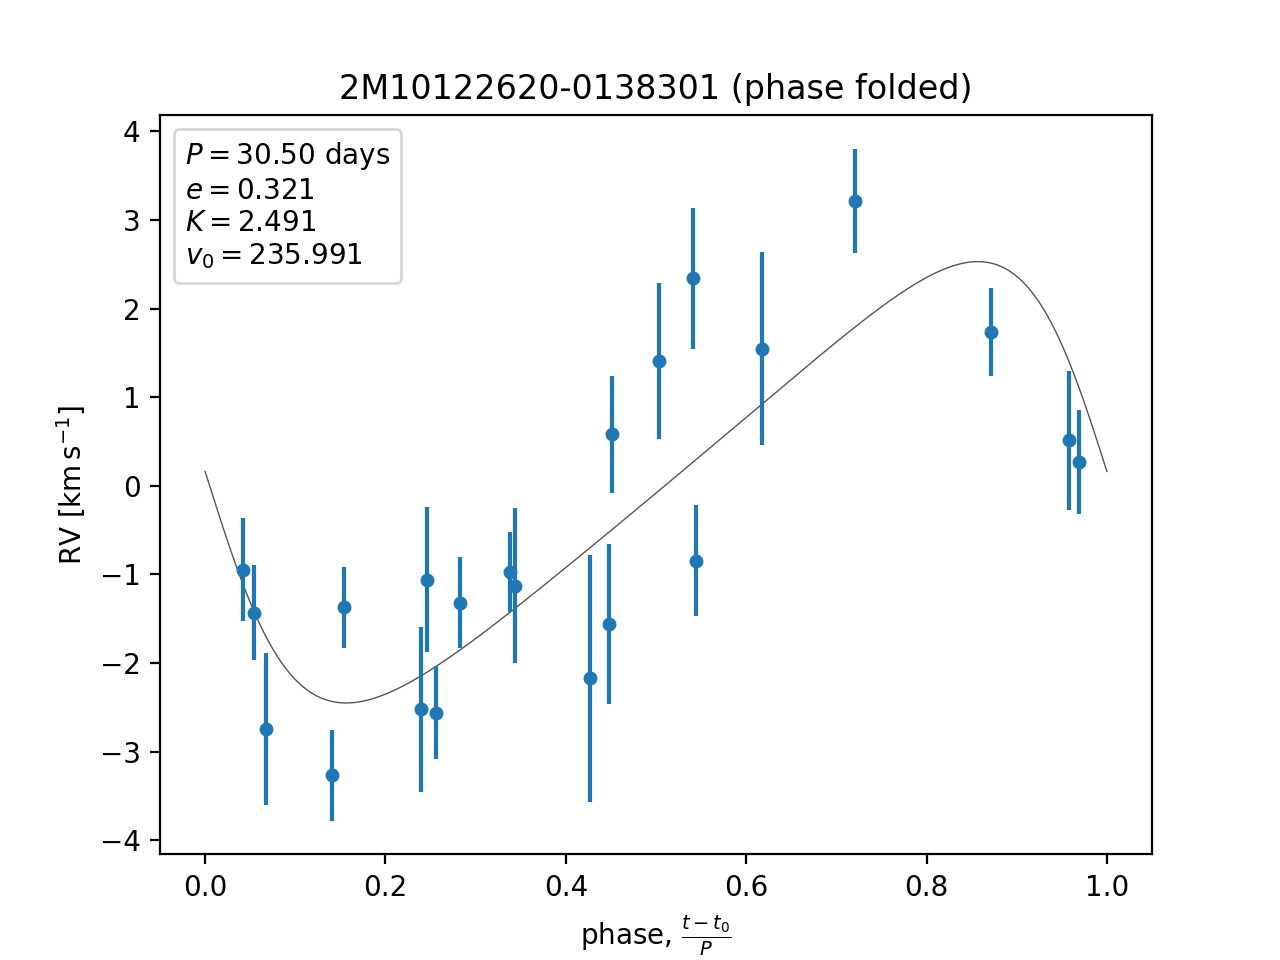 2M10122620-0138301 (phase folded)
P = 30.50 days
e = 0.321
K = 2.491
v₀ = 235.991
4
3
2
1
0
−1
−2
−3
−4
RV [km s⁻¹]
0.0 0.2 0.4 0.6 0.8 1.0
phase, (t − t₀)/P